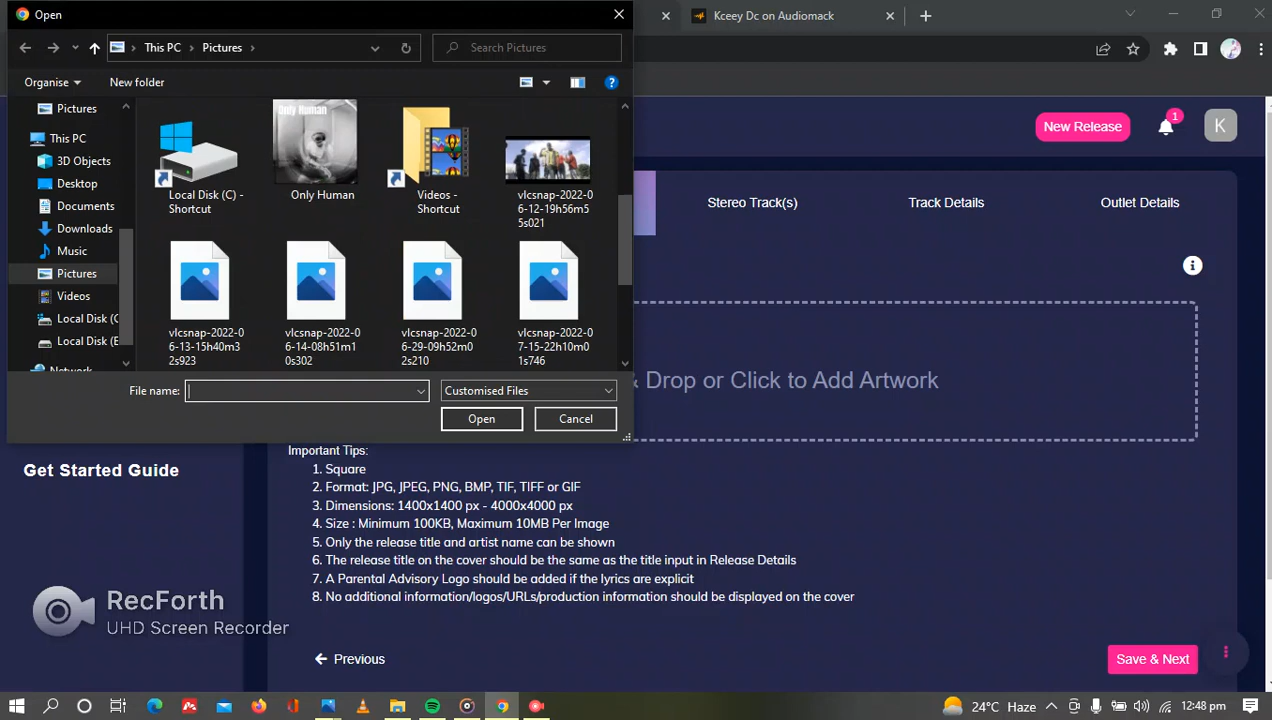 Open
Kceey Dc on Audiomack
This PC
Pictures
Search Pictures
Organise
New folder
Pictures
This PC
3D Objects
Desktop
Documents
Downloads
Music
Pictures
Videos
Local Disk (C
Local Disk (E
Network
Local Disk (C) -
Shortcut
Only Human
Only Human
Videos -
Shortcut
vlcsnap-2022-0
6-12-19h56m5
5s021
vlcsnap-2022-0
6-13-15h40m3
2s923
vlcsnap-2022-0
6-14-08h51m1
0s302
vlcsnap-2022-0
6-29-09h52m0
2s210
vlcsnap-2022-0
7-15-22h10m0
1s746
File name:
Customised Files
Open
Cancel
New Release
1
K
Stereo Track(s)
Track Details
Outlet Details
& Drop or Click to Add Artwork
Get Started Guide
Important Tips:
1. Square
2. Format: JPG, JPEG, PNG, BMP, TIF, TIFF or GIF
3. Dimensions: 1400x1400 px - 4000x4000 px
4. Size : Minimum 100KB, Maximum 10MB Per Image
5. Only the release title and artist name can be shown
6. The release title on the cover should be the same as the title input in Release Details
7. A Parental Advisory Logo should be added if the lyrics are explicit
8. No additional information/logos/URLs/production information should be displayed on the cover
RecForth
UHD Screen Recorder
Previous
Save & Next
24°C Haze
12:48 pm